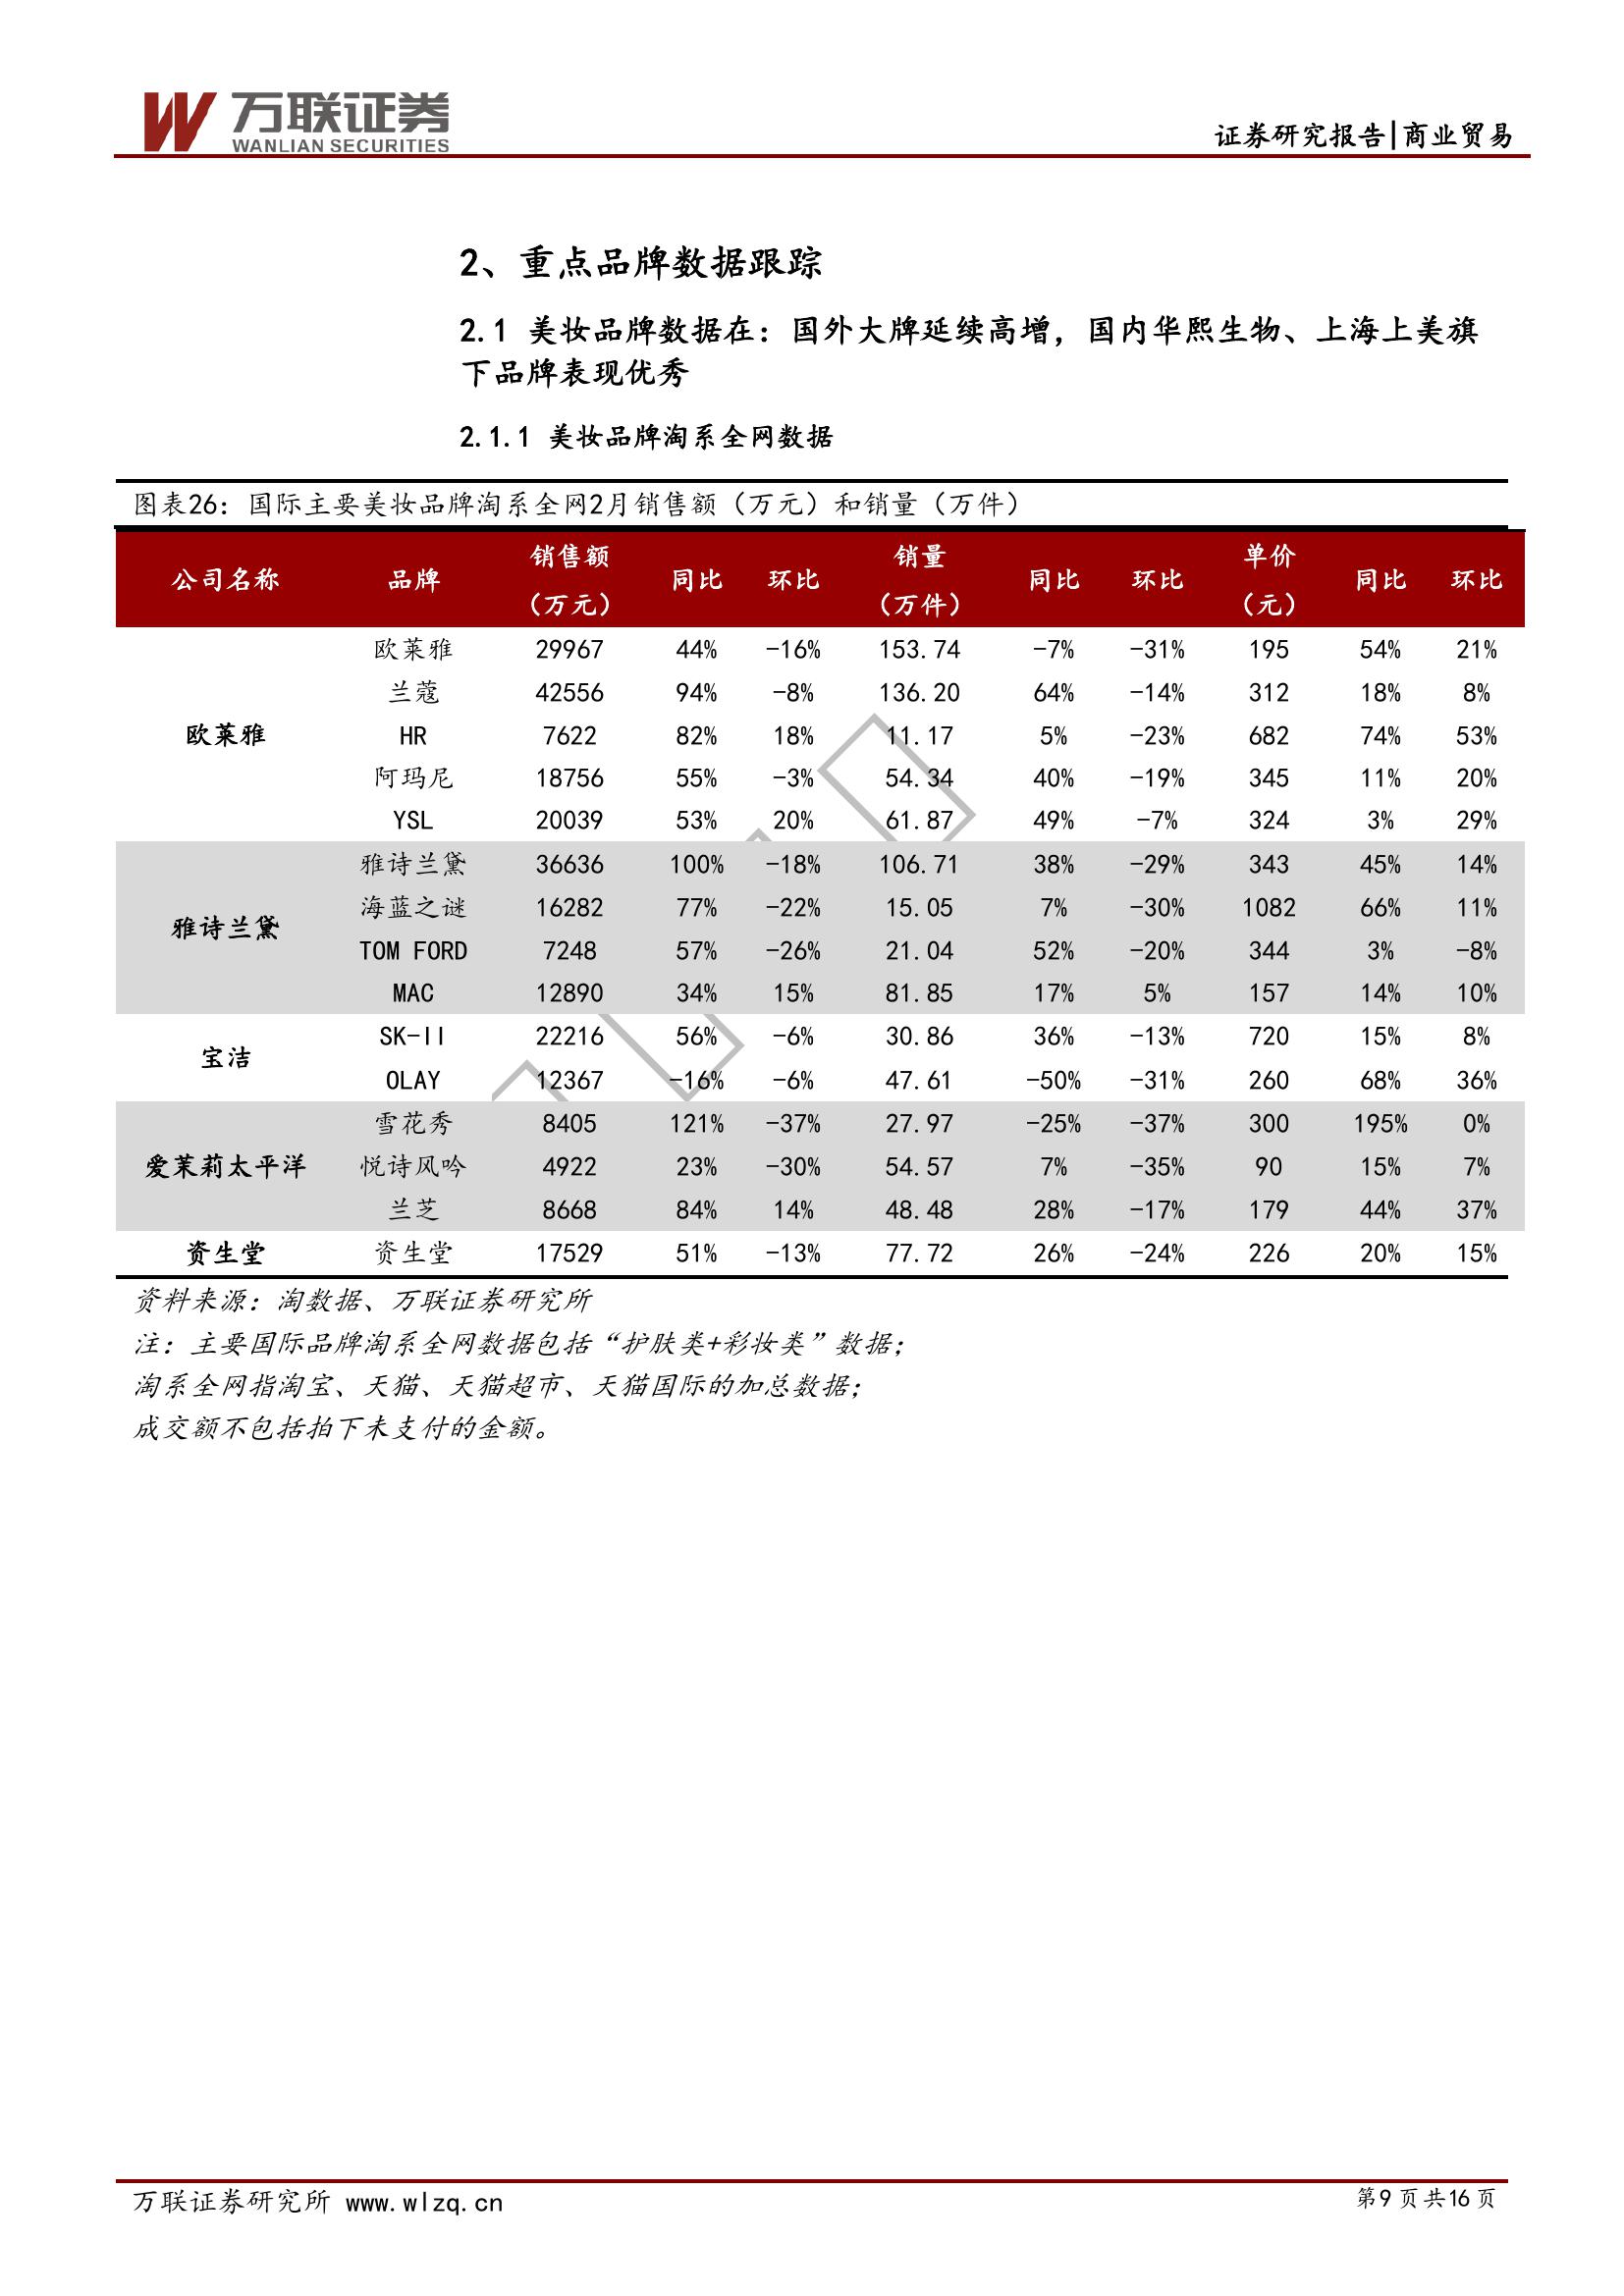 万联证券
WANLIAN SECURITIES
证券研究报告|商业贸易
2、重点品牌数据跟踪
2.1 美妆品牌数据在：国外大牌延续高增，国内华熙生物、上海上美旗
下品牌表现优秀
2.1.1 美妆品牌淘系全网数据
图表26：国际主要美妆品牌淘系全网2月销售额（万元）和销量（万件）
公司名称 品牌 销售额（万元） 同比 环比 销量（万件） 同比 环比 单价（元） 同比 环比
欧莱雅 欧莱雅 29967 44% -16% 153.74 -7% -31% 195 54% 21%
兰蔻 42556 94% -8% 136.20 64% -14% 312 18% 8%
HR 7622 82% 18% 11.17 5% -23% 682 74% 53%
阿玛尼 18756 55% -3% 54.34 40% -19% 345 11% 20%
YSL 20039 53% 20% 61.87 49% -7% 324 3% 29%
雅诗兰黛 雅诗兰黛 36636 100% -18% 106.71 38% -29% 343 45% 14%
海蓝之谜 16282 77% -22% 15.05 7% -30% 1082 66% 11%
TOM FORD 7248 57% -26% 21.04 52% -20% 344 3% -8%
MAC 12890 34% 15% 81.85 17% 5% 157 14% 10%
宝洁 SK-II 22216 56% -6% 30.86 36% -13% 720 15% 8%
OLAY 12367 -16% -6% 47.61 -50% -31% 260 68% 36%
爱茉莉太平洋 雪花秀 8405 121% -37% 27.97 -25% -37% 300 195% 0%
悦诗风吟 4922 23% -30% 54.57 7% -35% 90 15% 7%
兰芝 8668 84% 14% 48.48 28% -17% 179 44% 37%
资生堂 资生堂 17529 51% -13% 77.72 26% -24% 226 20% 15%
资料来源：淘数据、万联证券研究所
注：主要国际品牌淘系全网数据包括“护肤类+彩妆类”数据；
淘系全网指淘宝、天猫、天猫超市、天猫国际的加总数据；
成交额不包括拍下未支付的金额。
万联证券研究所 www.wlzq.cn
第9页共16页